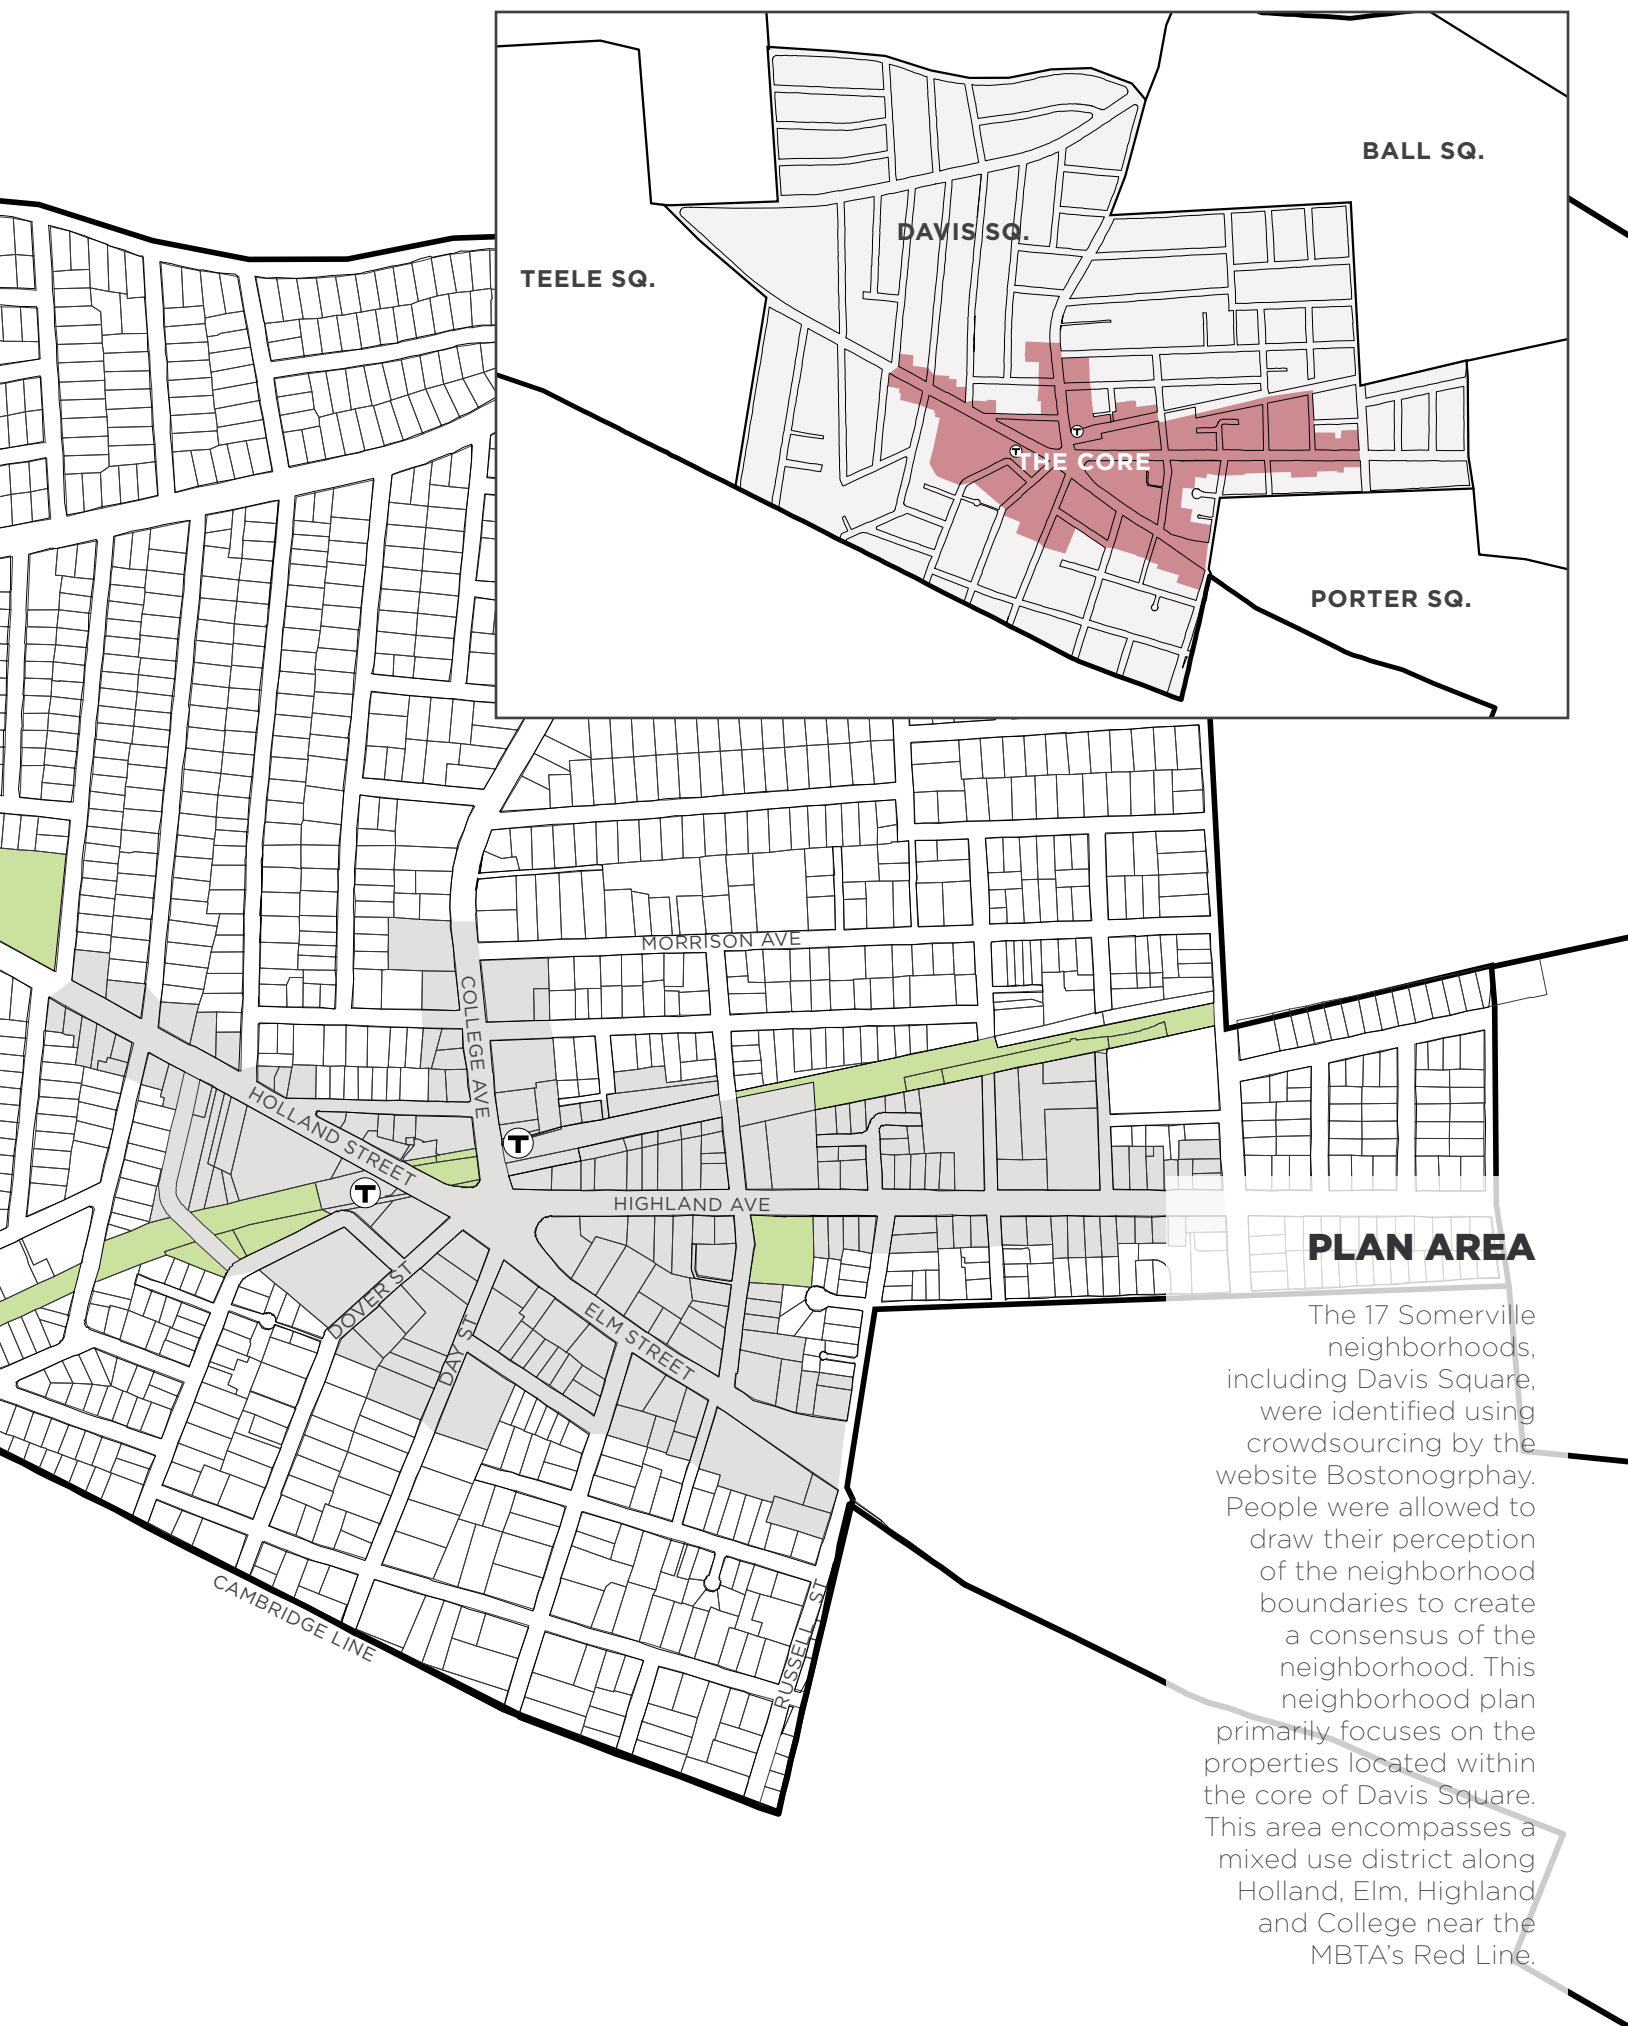 BALL SQ.
DAVIS SQ.
TEELE SQ.
T
T
THE CORE
PORTER SQ.
MORRISON AVE
COLLEGE AVE
HOLLAND STREET
T
T
HIGHLAND AVE
DOVER ST
DAY ST
ELM STREET
CAMBRIDGE LINE
RUSSELL ST
PLAN AREA
The 17 Somerville
neighborhoods,
including Davis Square,
were identified using
crowdsourcing by the
website Bostonogrphay.
People were allowed to
draw their perception
of the neighborhood
boundaries to create
a consensus of the
neighborhood. This
neighborhood plan
primarily focuses on the
properties located within
the core of Davis Square.
This area encompasses a
mixed use district along
Holland, Elm, Highland
and College near the
MBTA's Red Line.